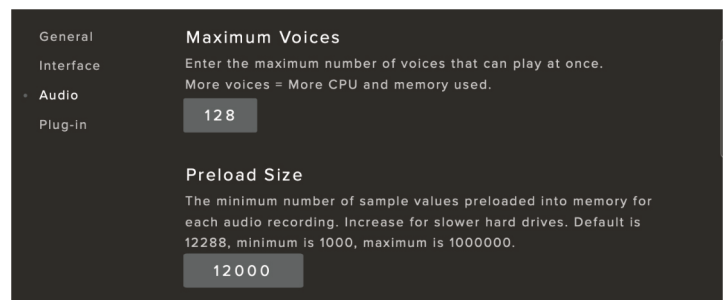 General
Interface
Audio
Plug-in
Maximum Voices
Enter the maximum number of voices that can play at once.
More voices = More CPU and memory used.
128
Preload Size
The minimum number of sample values preloaded into memory for
each audio recording. Increase for slower hard drives. Default is
12288, minimum is 1000, maximum is 1000000.
12000